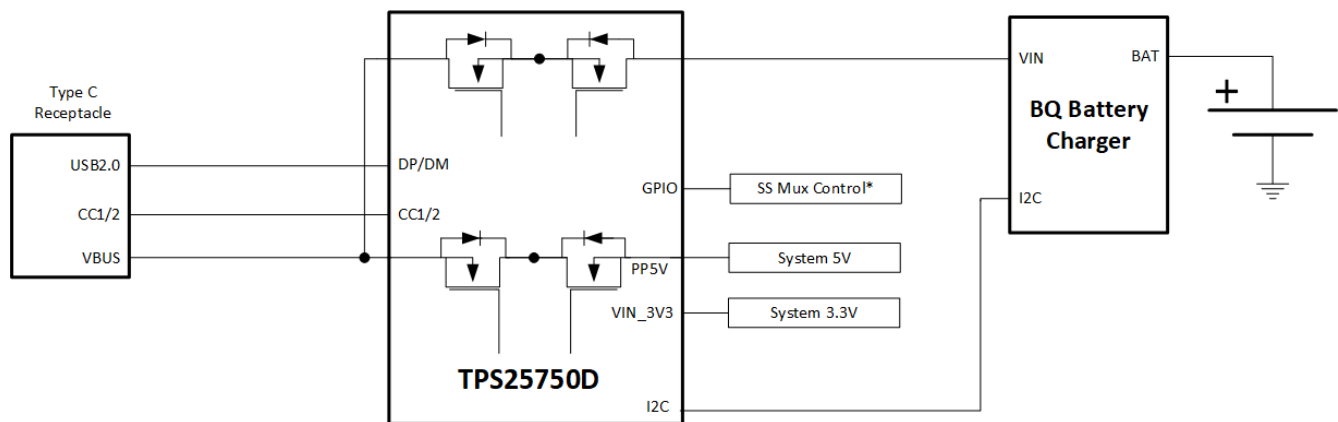 Type C
Receptacle
USB2.0
CC1/2
VBUS
DP/DM
CC1/2
GPIO
PP5V
VIN_3V3
TPS25750D
I2C
SS Mux Control*
System 5V
System 3.3V
VIN
BAT
BQ Battery
Charger
I2C
+